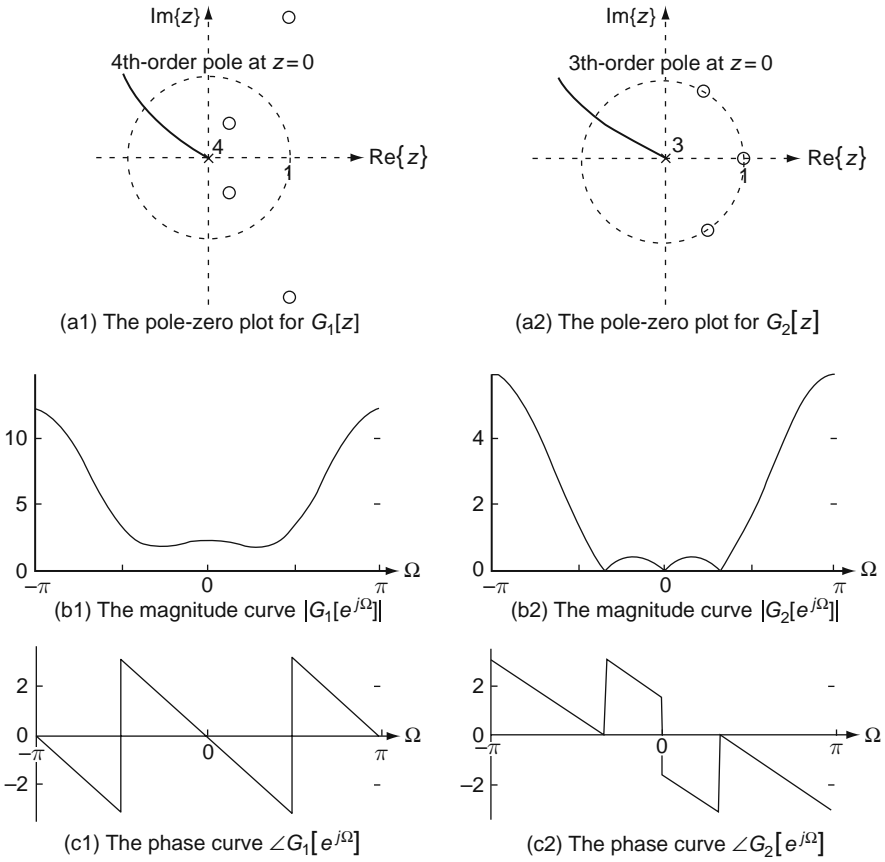 Im{z}
4th-order pole at z=0
4
Re{z}
1
(a1) The pole-zero plot for G₁[z]
Im{z}
3th-order pole at z=0
3
Re{z}
1
(a2) The pole-zero plot for G₂[z]
10
5
0
−π
0
π
Ω
(b1) The magnitude curve |G₁[e^{jΩ}]|
4
2
0
−π
0
π
Ω
(b2) The magnitude curve |G₂[e^{jΩ}]|
2
0
−π
0
π
Ω
−2
(c1) The phase curve ∠G₁[e^{jΩ}]
2
0
−π
0
π
Ω
−2
(c2) The phase curve ∠G₂[e^{jΩ}]